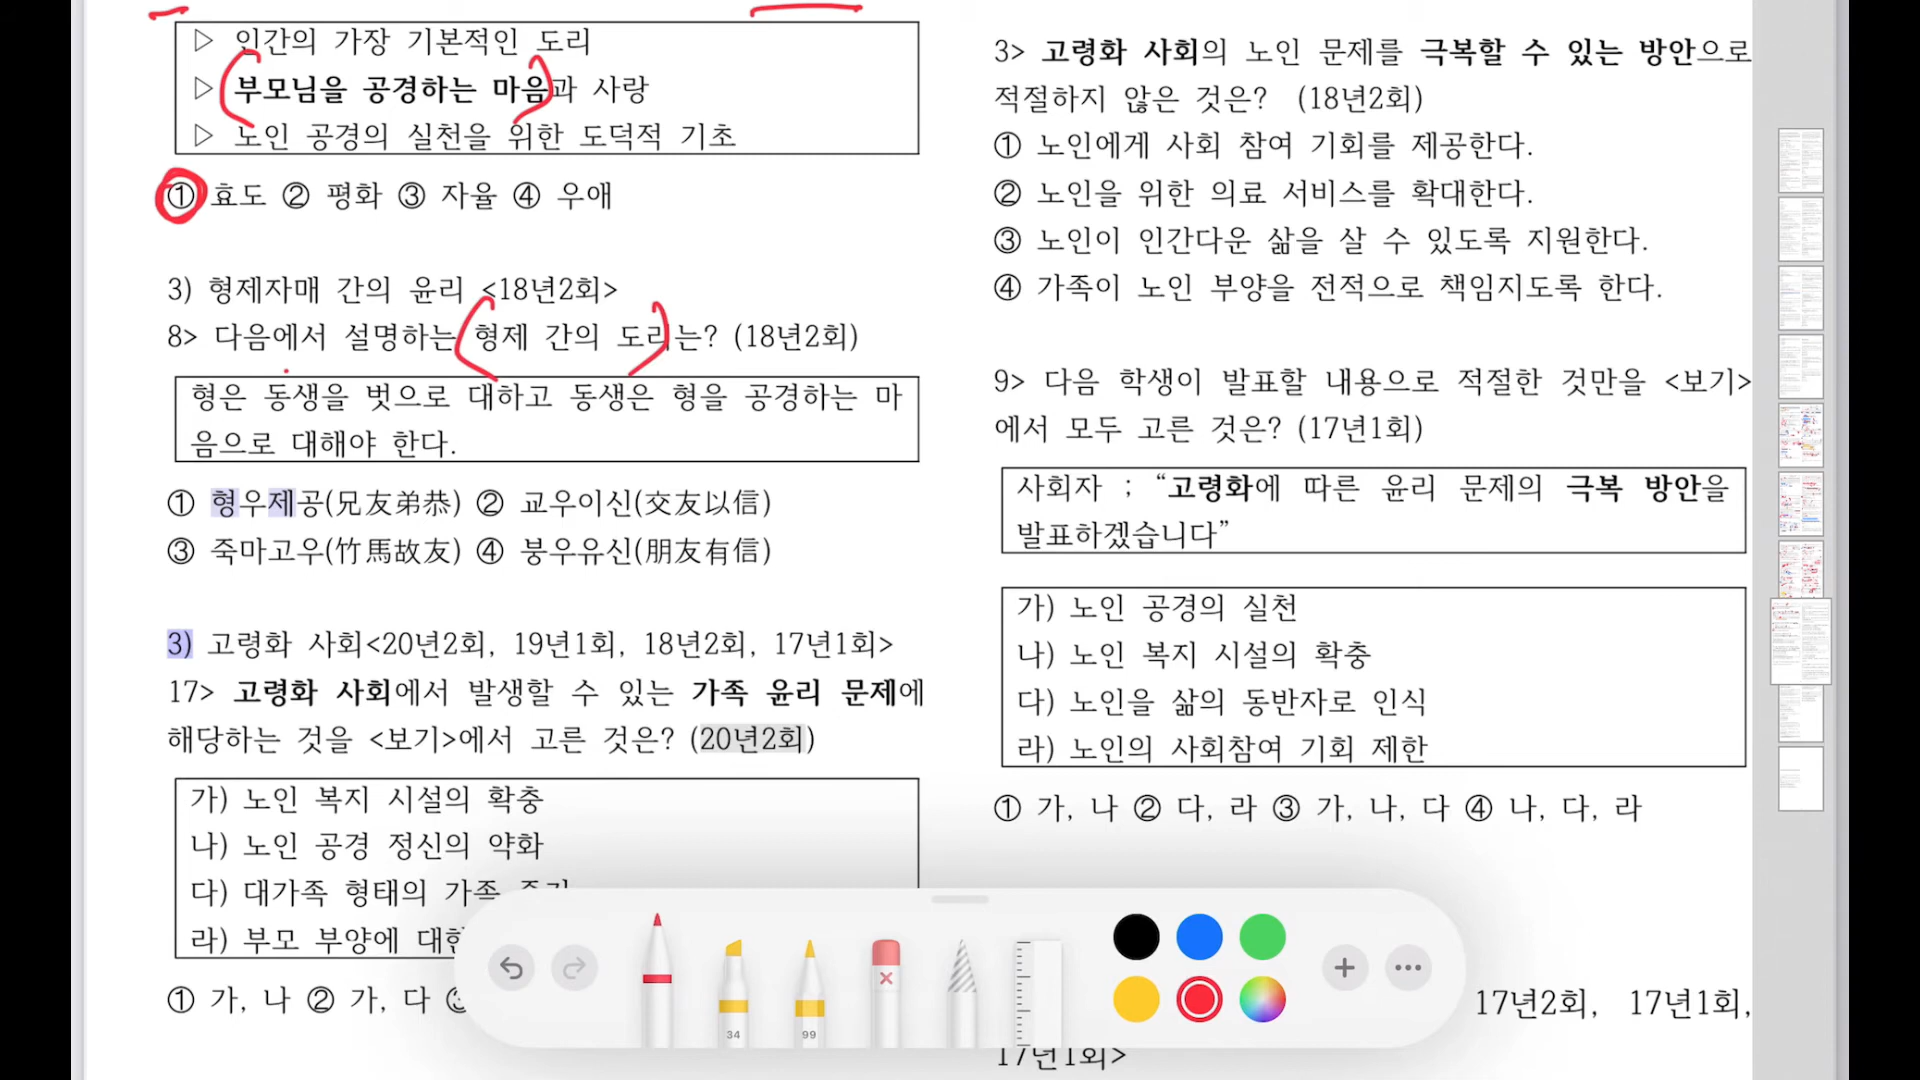 ▷ 인간의 가장 기본적인 도리
▷ 부모님을 공경하는 마음과 사랑
▷ 노인 공경의 실천을 위한 도덕적 기초
① 효도 ② 평화 ③ 자율 ④ 우애
3) 형제자매 간의 윤리 <18년2회>
8> 다음에서 설명하는 형제 간의 도리는? (18년2회)
형은 동생을 벗으로 대하고 동생은 형을 공경하는 마
음으로 대해야 한다.
① 형우제공(兄友弟恭) ② 교우이신(交友以信)
③ 죽마고우(竹馬故友) ④ 붕우유신(朋友有信)
3) 고령화 사회<20년2회, 19년1회, 18년2회, 17년1회>
17> 고령화 사회에서 발생할 수 있는 가족 윤리 문제에
해당하는 것을 <보기>에서 고른 것은? (20년2회)
가) 노인 복지 시설의 확충
나) 노인 공경 정신의 약화
다) 대가족 형태의 가족
라) 부모 부양에
① 가, 나 ② 가, 다
3> 고령화 사회의 노인 문제를 극복할 수 있는 방안으로
적절하지 않은 것은? (18년2회)
① 노인에게 사회 참여 기회를 제공한다.
② 노인을 위한 의료 서비스를 확대한다.
③ 노인이 인간다운 삶을 살 수 있도록 지원한다.
④ 가족이 노인 부양을 전적으로 책임지도록 한다.
9> 다음 학생이 발표할 내용으로 적절한 것만을 <보기>
에서 모두 고른 것은? (17년1회)
사회자 ; “고령화에 따른 윤리 문제의 극복 방안을
발표하겠습니다”
가) 노인 공경의 실천
나) 노인 복지 시설의 확충
다) 노인을 삶의 동반자로 인식
라) 노인의 사회참여 기회 제한
① 가, 나 ② 다, 라 ③ 가, 나, 다 ④ 나, 다, 라
17년2회, 17년1회,
17년1회>
34
99